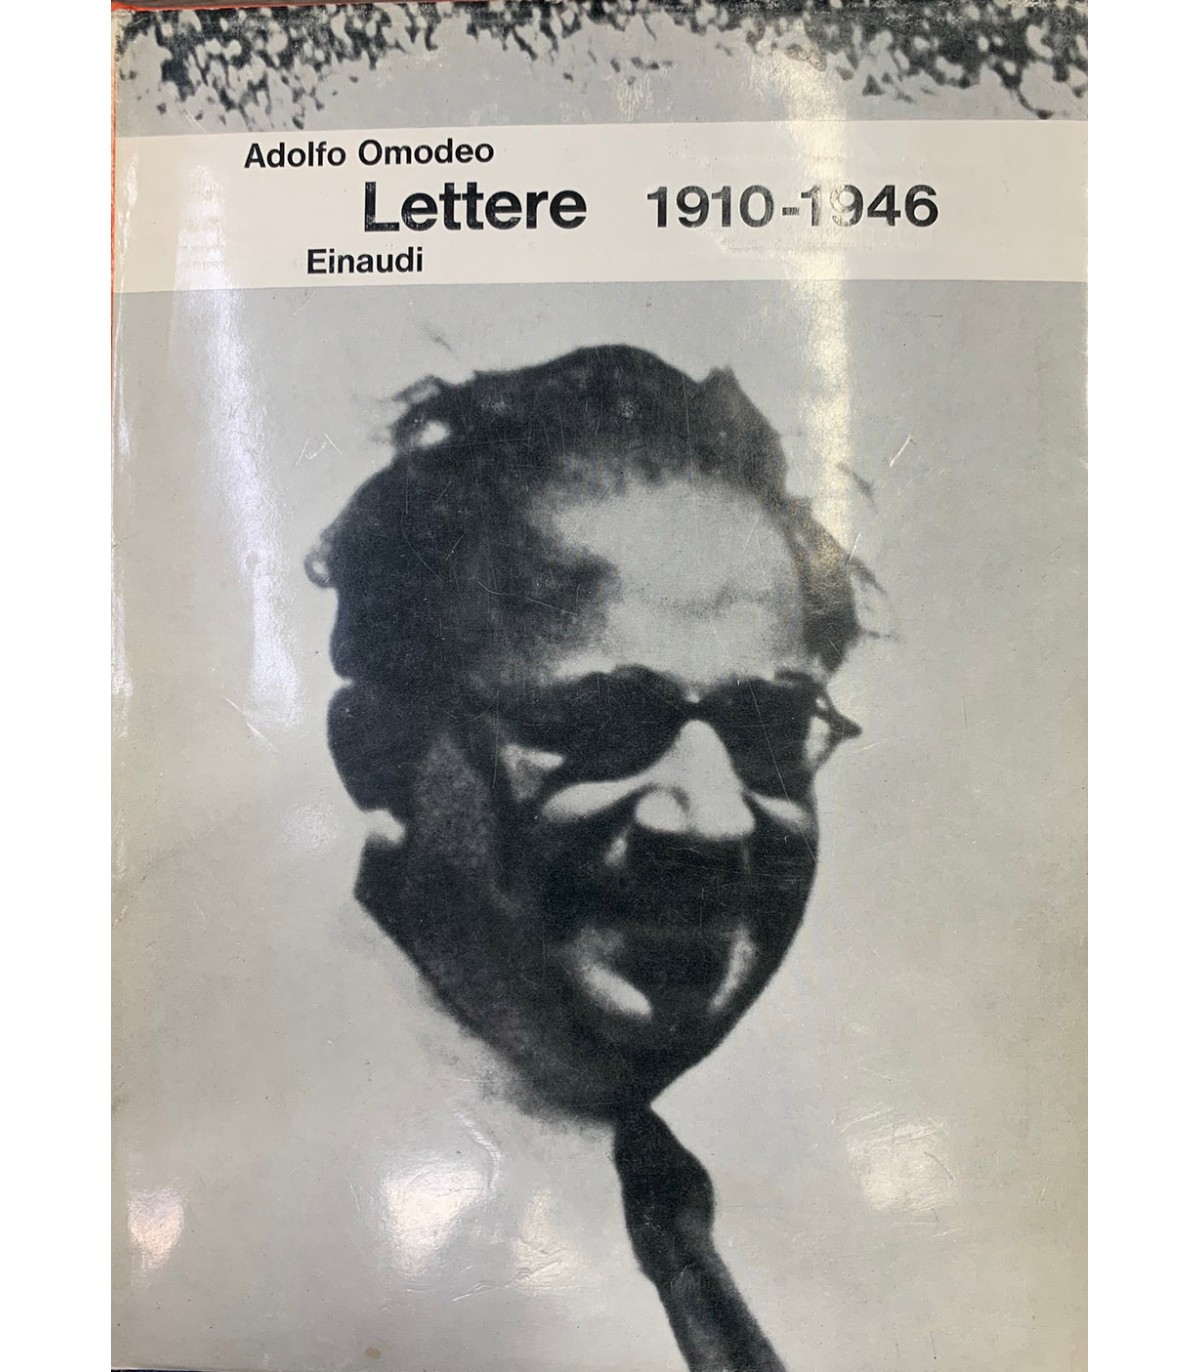 Adolfo Omodeo
Lettere 1910-1946
Einaudi